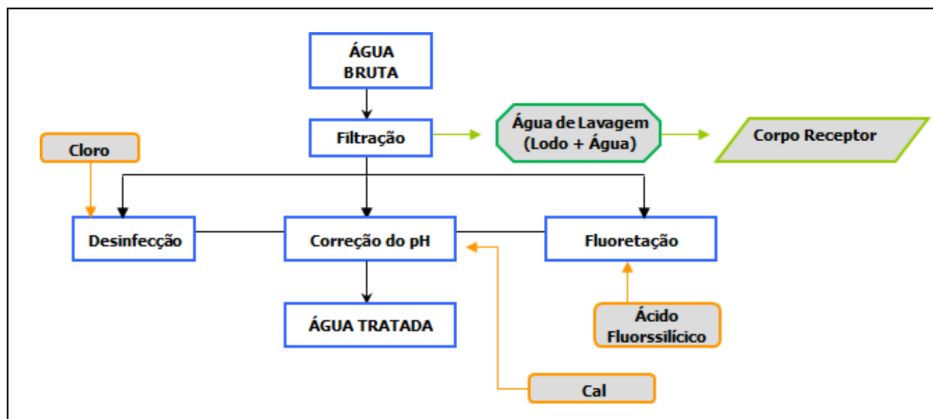 ÁGUA
BRUTA
Filtração
Água de Lavagem
(Lodo + Água)
Corpo Receptor
Cloro
Desinfecção
Correção do pH
Fluoretação
ÁGUA TRATADA
Ácido
Fluorssilícico
Cal